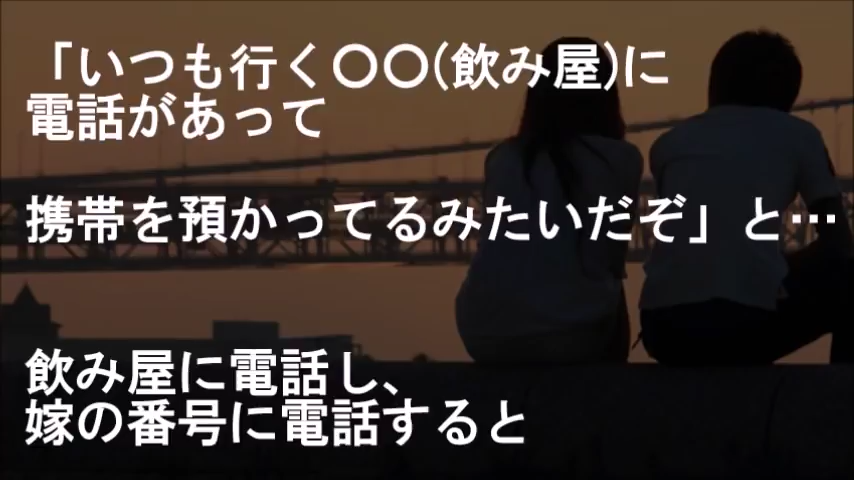 「いつも行く〇〇(飲み屋)に
電話があって
携帯を預かってるみたいだぞ」と…
飲み屋に電話し、
嫁の番号に電話すると